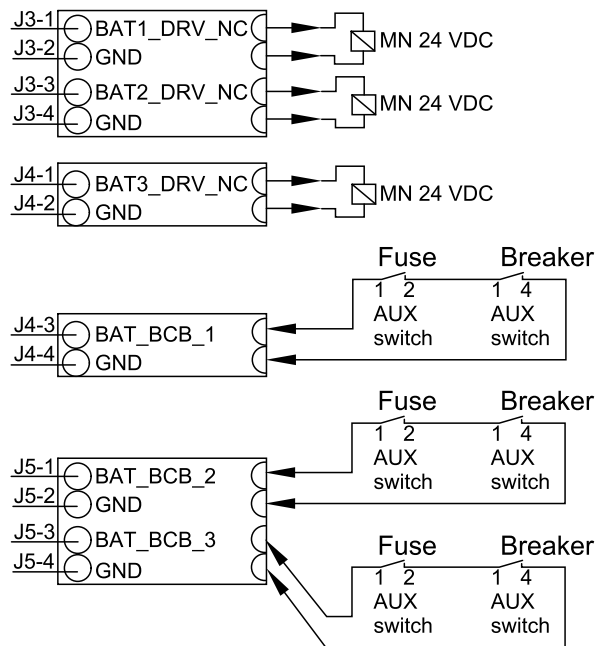 J3-1 BAT1_DRV_NC
J3-2 GND
MN 24 VDC
J3-3 BAT2_DRV_NC
J3-4 GND
MN 24 VDC
J4-1 BAT3_DRV_NC
J4-2 GND
MN 24 VDC
Fuse Breaker
1 2 1 4
AUX AUX
switch switch
J4-3 BAT_BCB_1
J4-4 GND
Fuse Breaker
1 2 1 4
AUX AUX
switch switch
J5-1 BAT_BCB_2
J5-2 GND
J5-3 BAT_BCB_3
J5-4 GND
Fuse Breaker
1 2 1 4
AUX AUX
switch switch